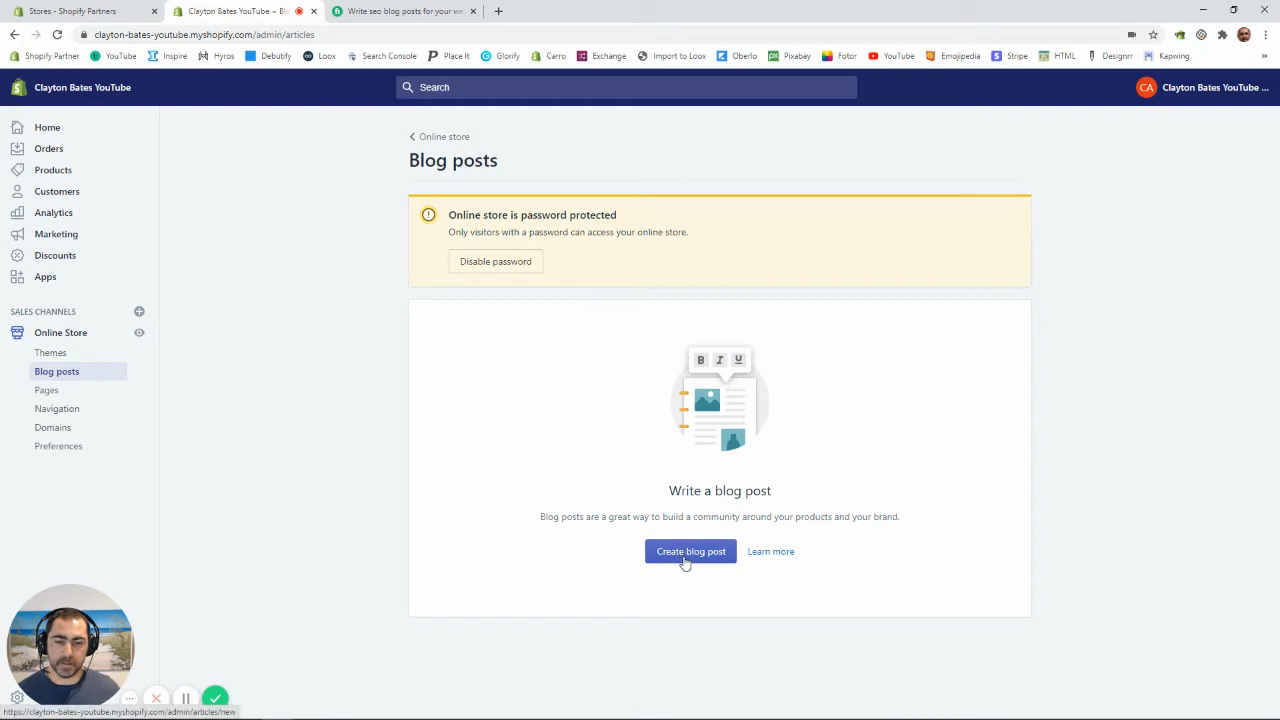 Stores - Shopify Partners
Clayton Bates YouTube ~ Blo
Write seo blog posts for your we
clayton-bates-youtube.myshopify.com/admin/articles
Shopify Partner
YouTube
Inspire
Hyros
Debutify
Loox
Search Console
Place It
Glorify
Carro
Exchange
Import to Loox
Oberlo
Pixabay
Fotor
YouTube
Emojipedia
Stripe
HTML
Designrr
Kapwing
»
Clayton Bates YouTube
Search
CA
Clayton Bates YouTube ...
Home
Orders
Products
Customers
Analytics
Marketing
Discounts
Apps
SALES CHANNELS
Online Store
Themes
Blog posts
Pages
Navigation
Domains
Preferences
Online store
Blog posts
Online store is password protected
Only visitors with a password can access your online store.
Disable password
B I U
Write a blog post
Blog posts are a great way to build a community around your products and your brand.
Create blog post
Learn more
https://clayton-bates-youtube.myshopify.com/admin/articles/new